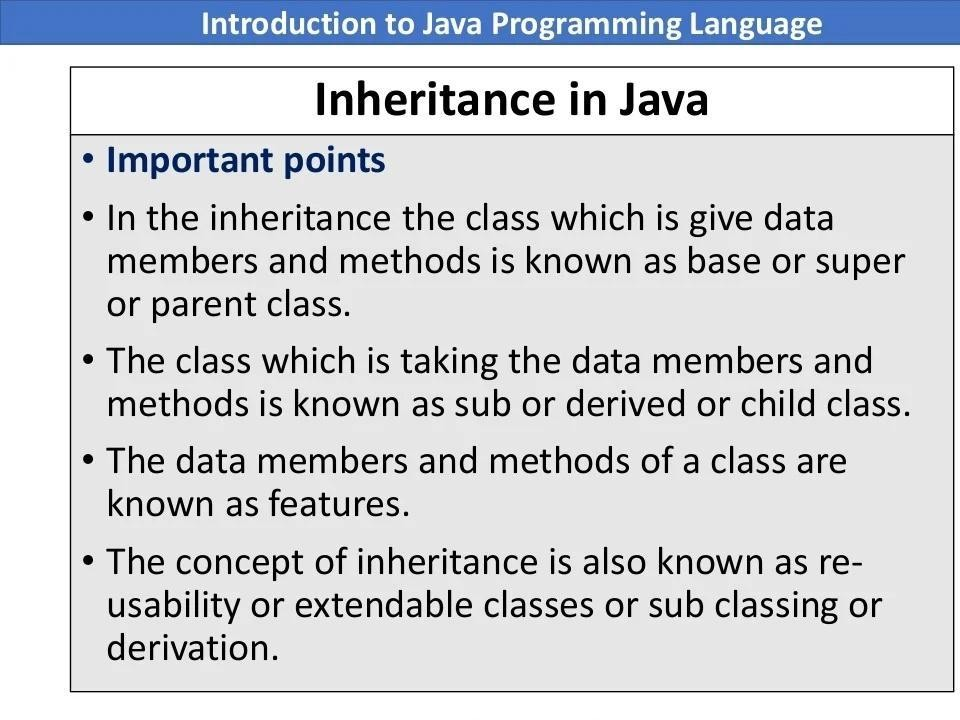 Introduction to Java Programming Language
Inheritance in Java
• Important points
• In the inheritance the class which is give data
members and methods is known as base or super
or parent class.
• The class which is taking the data members and
methods is known as sub or derived or child class.
• The data members and methods of a class are
known as features.
• The concept of inheritance is also known as re-
usability or extendable classes or sub classing or
derivation.